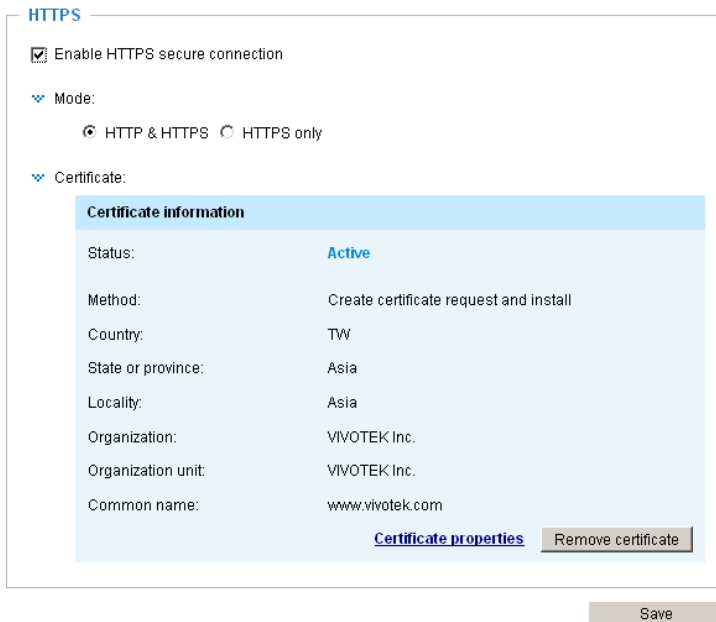 HTTPS
Enable HTTPS secure connection
Mode:
HTTP & HTTPS HTTPS only
Certificate:
Certificate information
Status: Active
Method: Create certificate request and install
Country: TW
State or province: Asia
Locality: Asia
Organization: VIVOTEK Inc.
Organization unit: VIVOTEK Inc.
Common name: www.vivotek.com
Certificate properties Remove certificate
Save